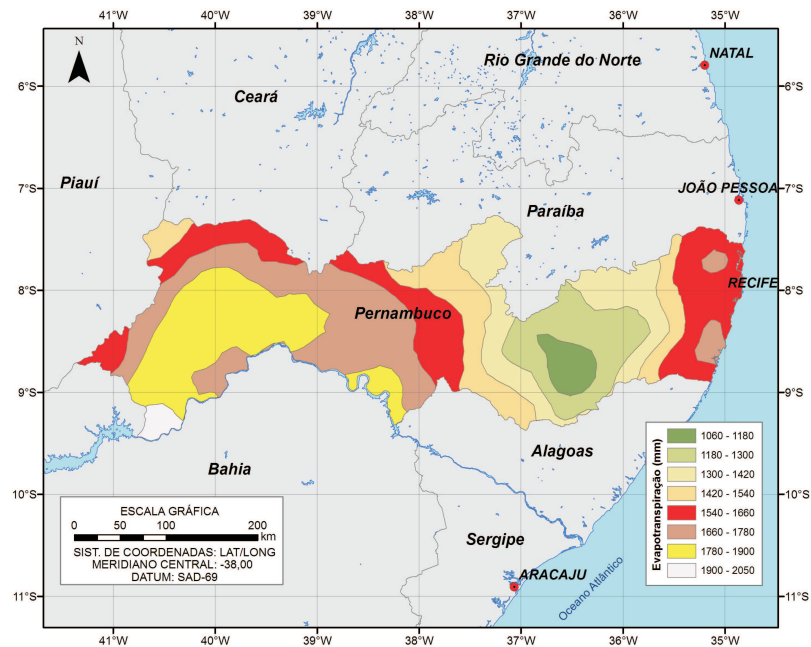 41°W 40°W 39°W 38°W 37°W 36°W 35°W
N
NATAL
Rio Grande do Norte
6°S 6°S
Ceará
7°S 7°S
Piauí
JOÃO PESSOA
Paraíba
8°S 8°S
RECIFE
Pernambuco
9°S 9°S
Alagoas
Bahia
10°S 10°S
Sergipe
11°S 11°S
ARACAJU
Oceano Atlântico
ESCALA GRÁFICA
0 50 100 200
km
SIST. DE COORDENADAS: LAT/LONG
MERIDIANO CENTRAL: -38,00
DATUM: SAD-69
Evapotranspiração (mm)
1060 - 1180
1180 - 1300
1300 - 1420
1420 - 1540
1540 - 1660
1660 - 1780
1780 - 1900
1900 - 2050
41°W 40°W 39°W 38°W 37°W 36°W 35°W